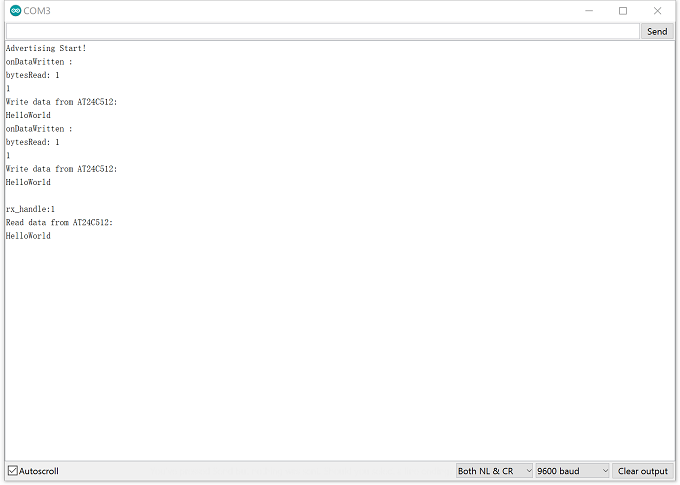 COM3
Send
Advertising Start!
onDataWritten :
bytesRead: 1
1
Write data from AT24C512:
HelloWorld
onDataWritten :
bytesRead: 1
1
Write data from AT24C512:
HelloWorld
rx_handle:1
Read data from AT24C512:
HelloWorld
Autoscroll
Both NL & CR
9600 baud
Clear output